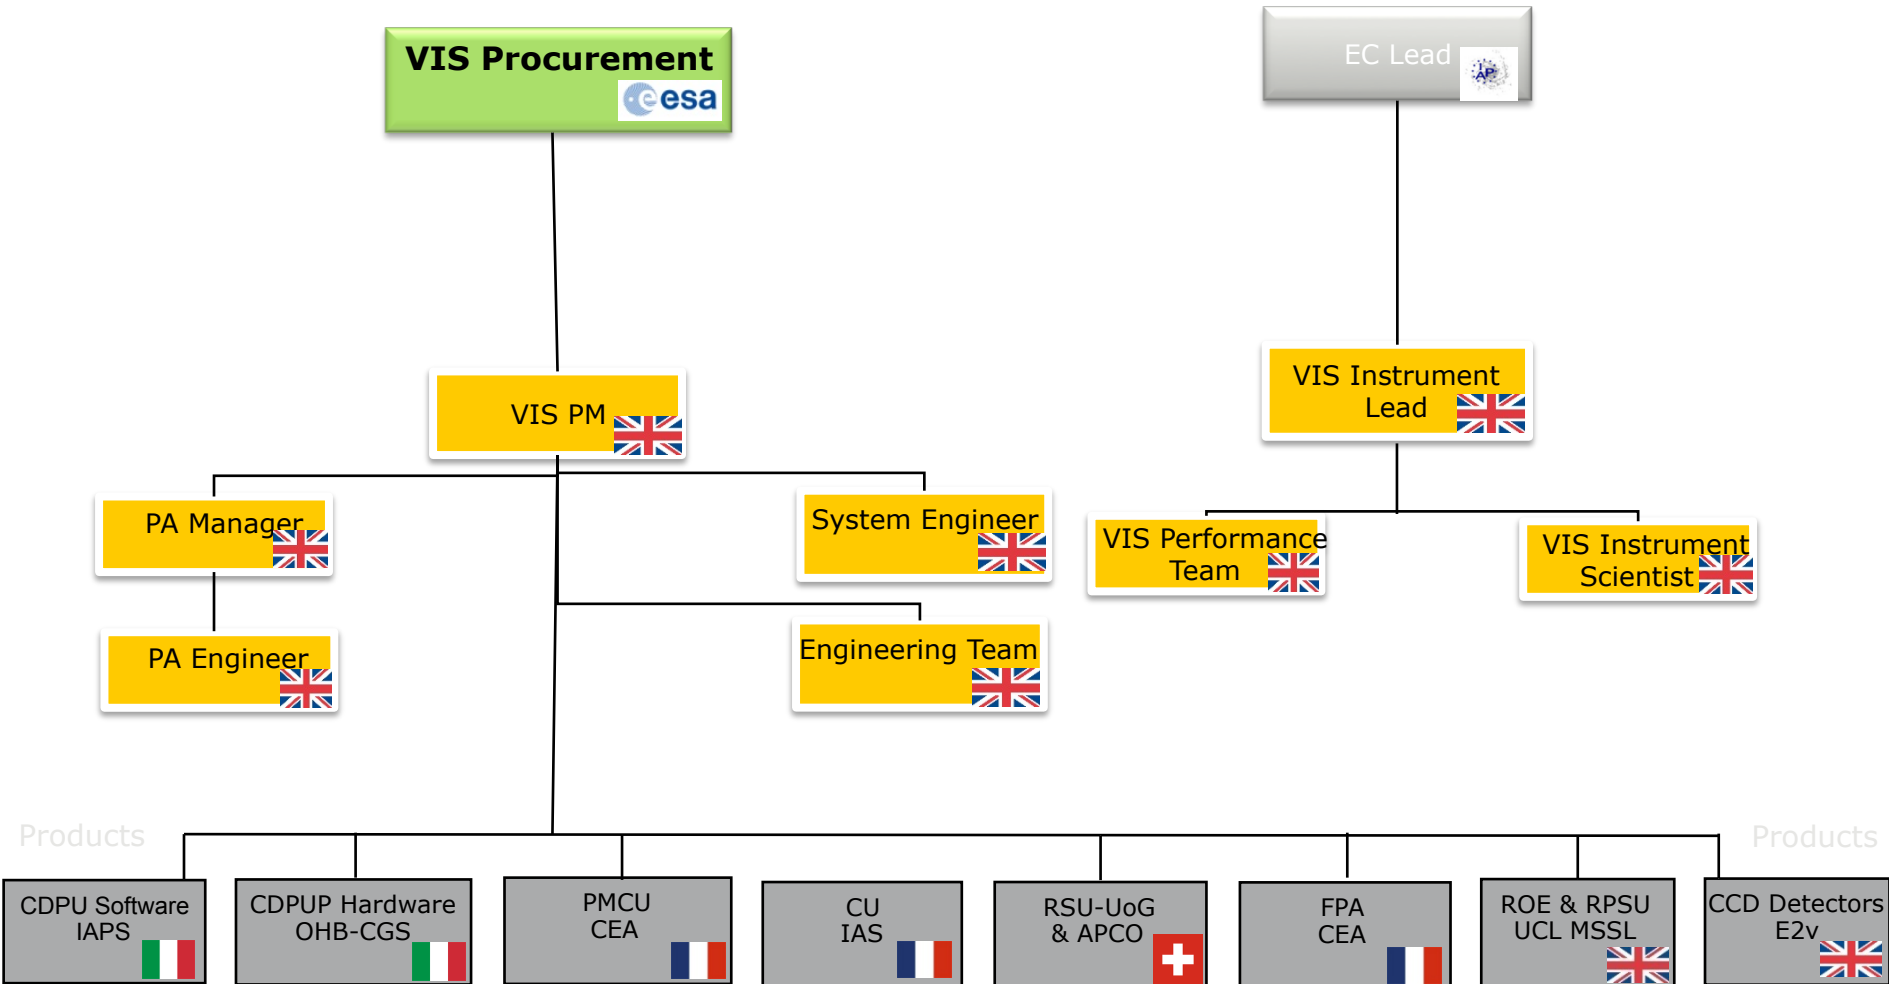 VIS Procurement
esa
EC Lead
IAP
VIS PM
VIS Instrument
Lead
PA Manager
System Engineer
VIS Performance
Team
VIS Instrument
Scientist
PA Engineer
Engineering Team
Products
Products
CDPU Software
IAPS
CDPUP Hardware
OHB-CGS
PMCU
CEA
CU
IAS
RSU-UoG
& APCO
FPA
CEA
ROE & RPSU
UCL MSSL
CCD Detectors
E2v